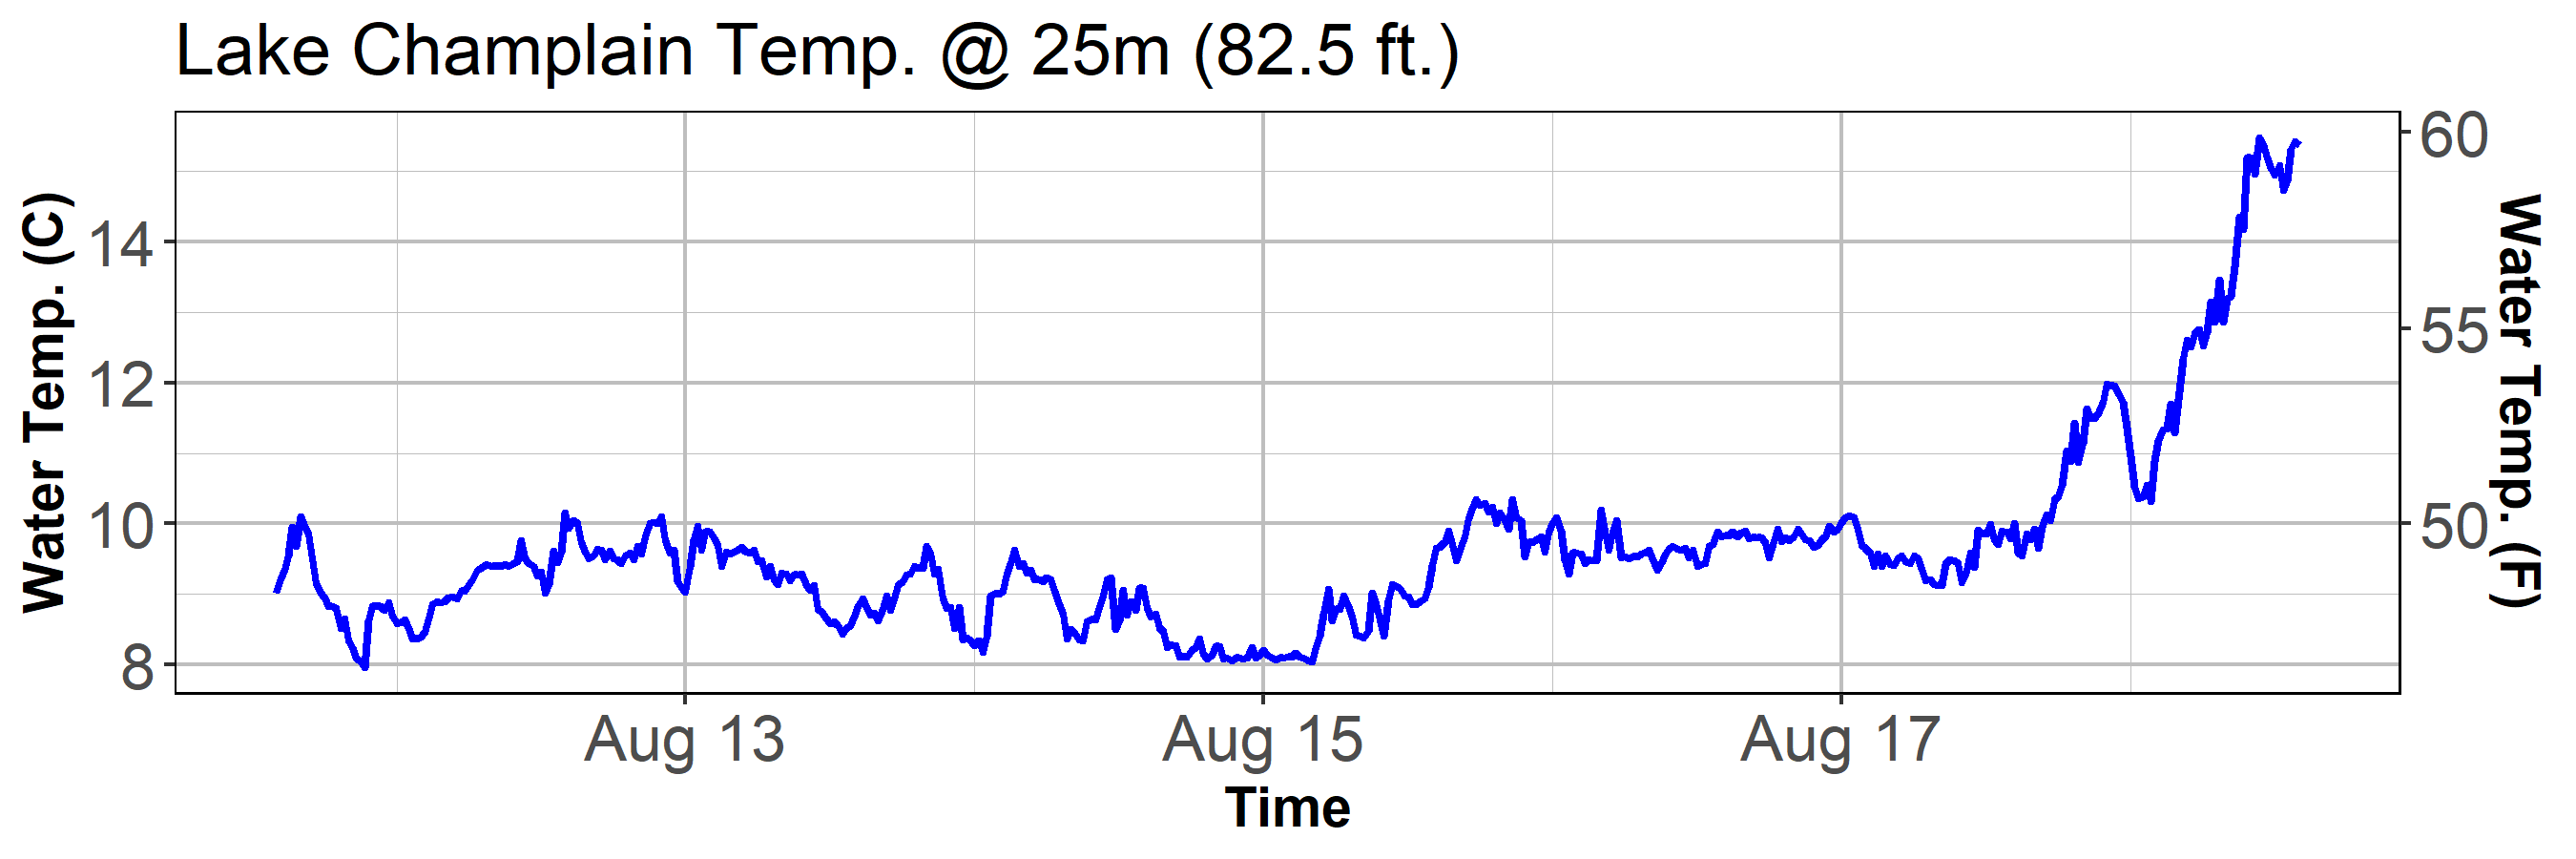 Lake Champlain Temp. @ 25m (82.5 ft.)
Water Temp. (C)
14
12
10
8
60
55
50
Water Temp. (F)
Aug 13
Aug 15
Aug 17
Time